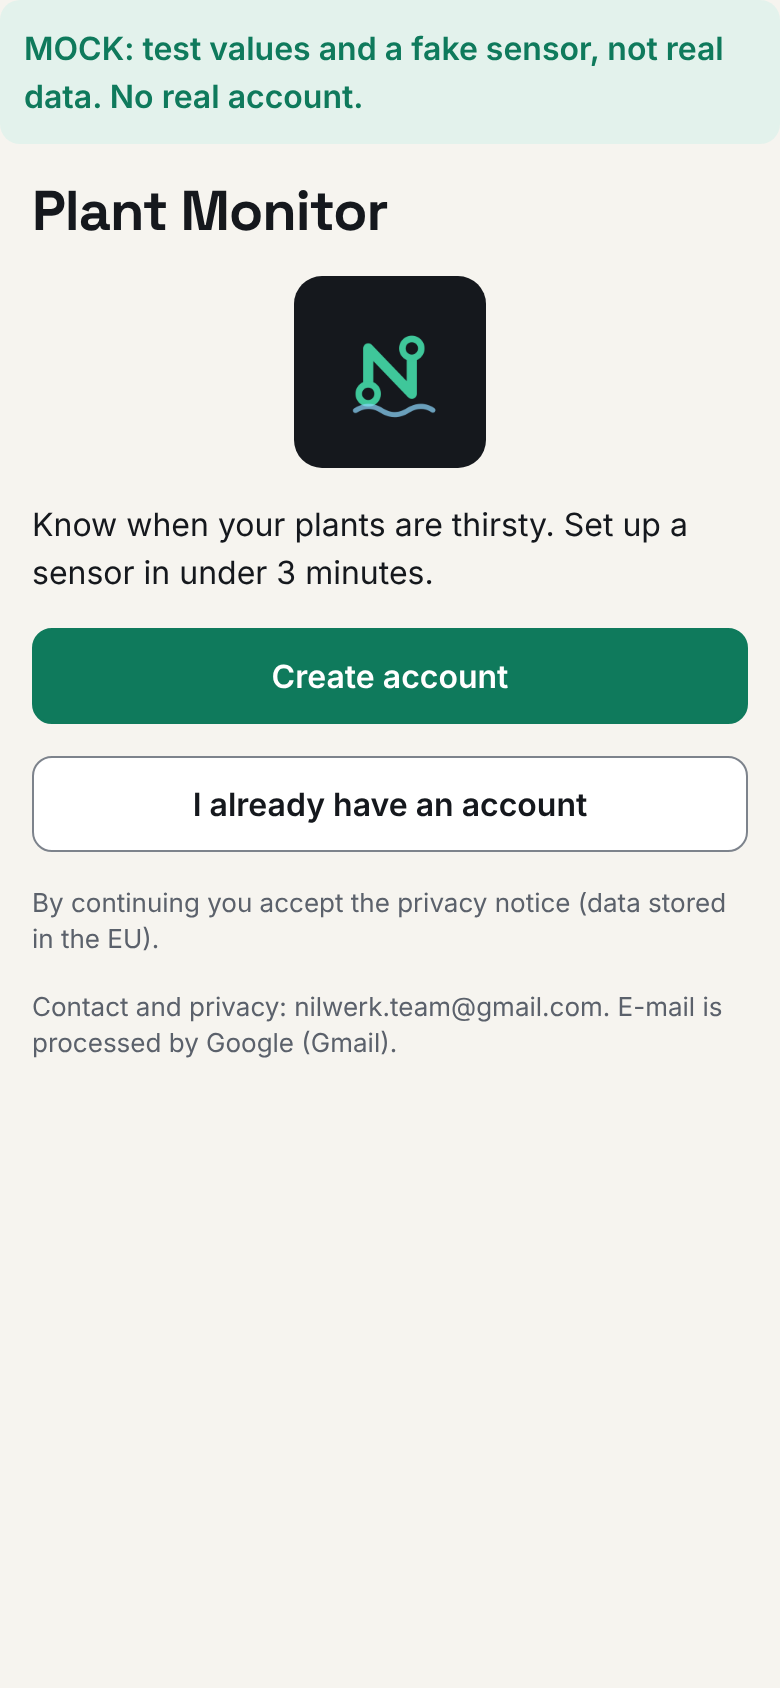 MOCK: test values and a fake sensor, not real
data. No real account.
Plant Monitor
N
Know when your plants are thirsty. Set up a
sensor in under 3 minutes.
Create account
I already have an account
By continuing you accept the privacy notice (data stored
in the EU).
Contact and privacy: nilwerk.team@gmail.com. E-mail is
processed by Google (Gmail).